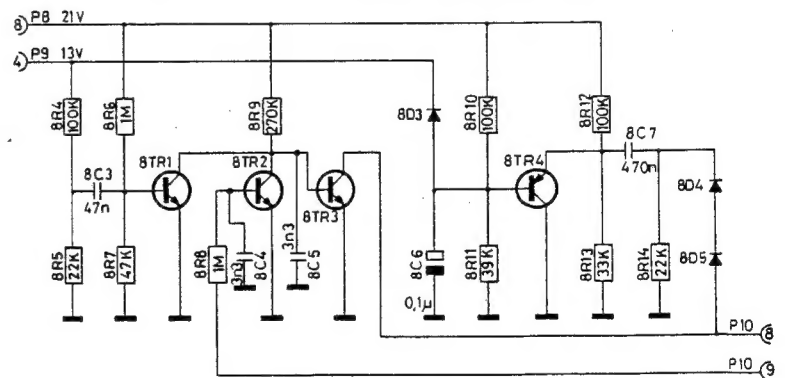 8 P8 21V
4 P9 13V
8R4 100K
8R6 1M
8R9 270K
8D3
8R10 100K
8R12 100K
8C7
470n
8C3
47n
8TR1
8TR2
8TR3
8TR4
8D4
8D5
8R5 22K
8R7 47K
8R8 1M
3n3 8C4
3n3 8C5
8C6
0,1µ
8R11 39K
8R13 33K
8R14 22K
P10 8
P10 9